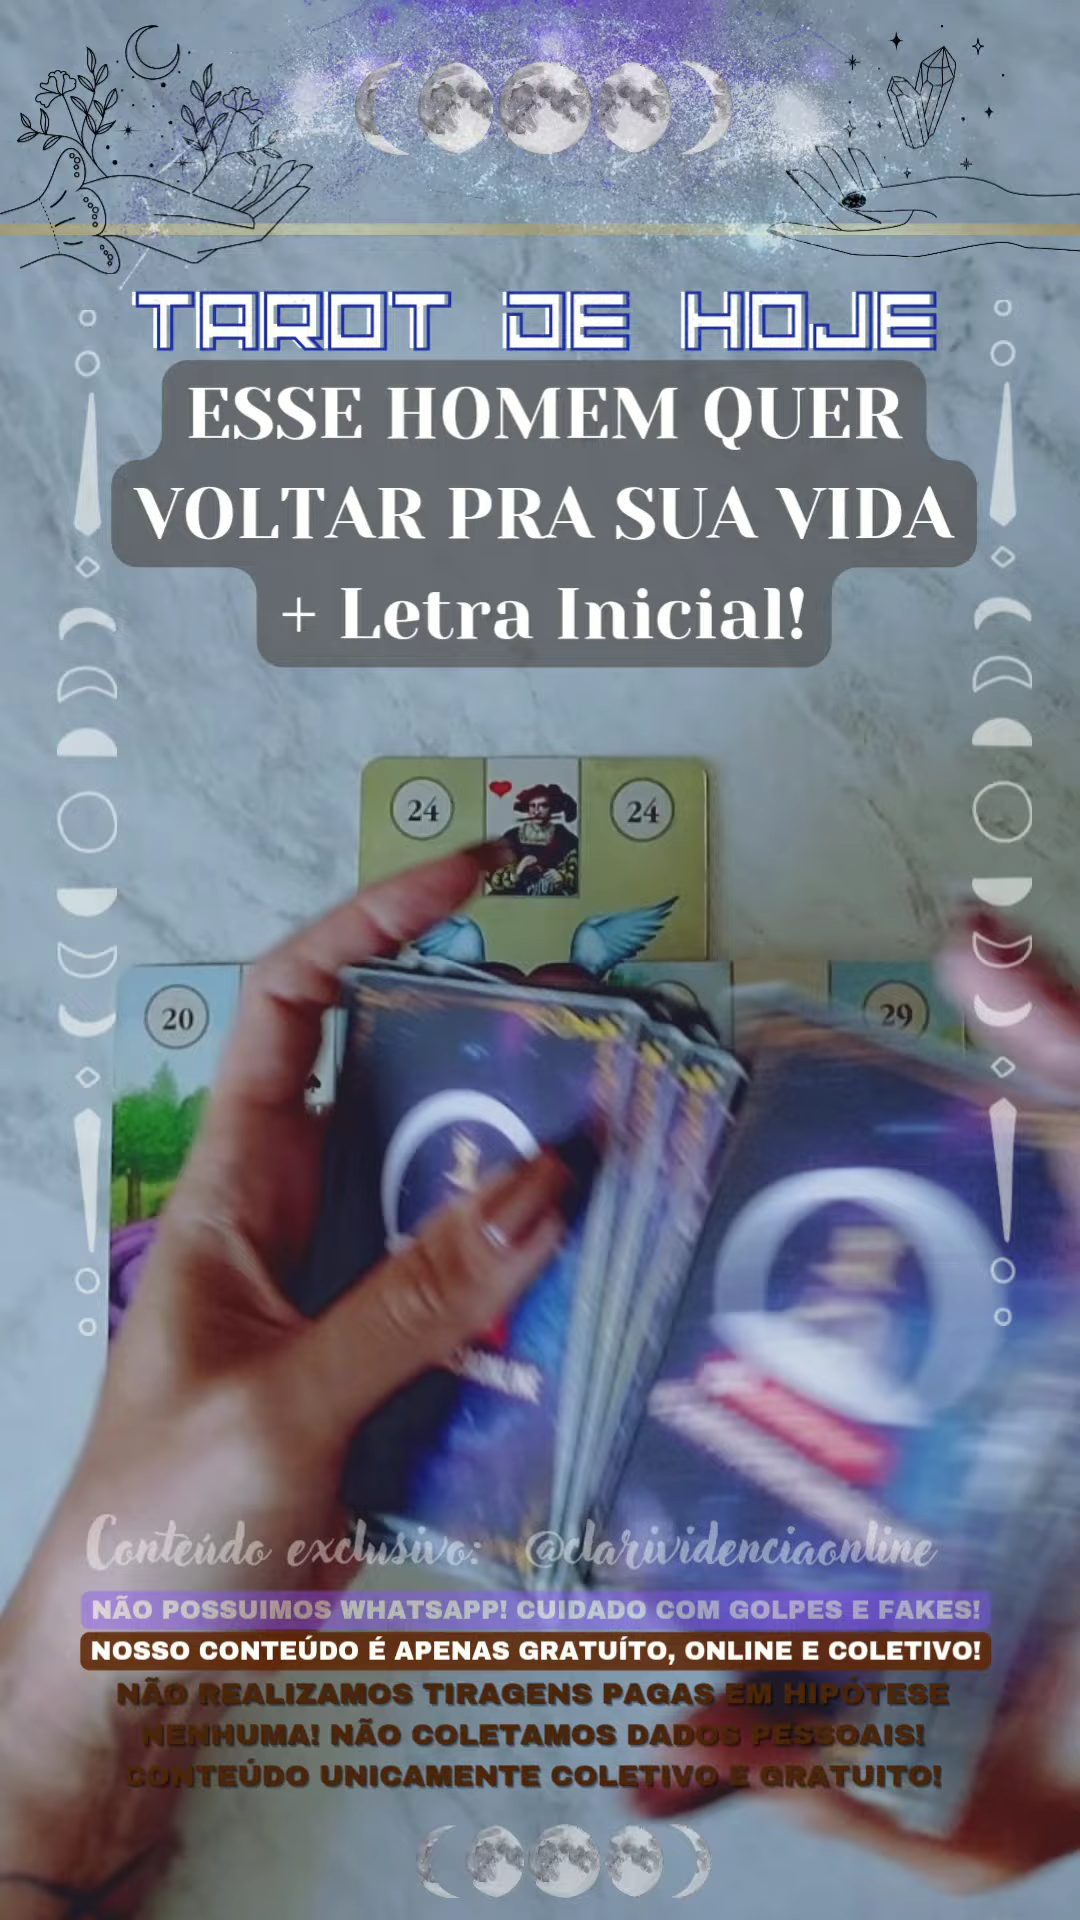 TAROT DE HOJE
ESSE HOMEM QUER
VOLTAR PRA SUA VIDA
+ Letra Inicial!
24 24
20
29
Conteúdo exclusivo: @clarividenciaonline
NÃO POSSUIMOS WHATSAPP! CUIDADO COM GOLPES E FAKES!
NOSSO CONTEÚDO É APENAS GRATUÍTO, ONLINE E COLETIVO!
NÃO REALIZAMOS TIRAGENS PAGAS EM HIPÓTESE
NENHUMA! NÃO COLETAMOS DADOS PESSOAIS!
CONTEÚDO UNICAMENTE COLETIVO E GRATUITO!